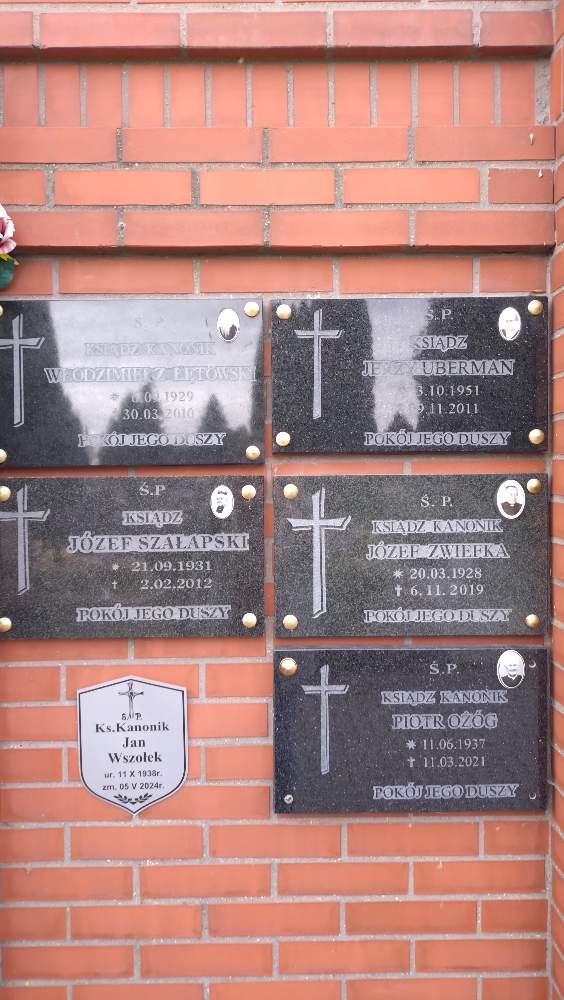 Ś.P.
KSIĄDZ KANONIK
WŁODZIMIERZ ŁĘTOWSKI
1929
30.03.2010
POKÓJ JEGO DUSZY
Ś.P.
KSIĄDZ
JERZY UBERMAN
3.10.1951
9.11.2011
POKÓJ JEGO DUSZY
Ś.P
KSIĄDZ
JÓZEF SZAŁAPSKI
* 21.09.1931
† 2.02.2012
POKÓJ JEGO DUSZY
Ś. P.
KSIĄDZ KANONIK
JÓZEF ZWIEFKA
* 20.03.1928
† 6.11.2019
POKÓJ JEGO DUSZY
Ś.P.
Ks.Kanonik
Jan
Wszołek
ur. 11 X 1938r.
zm. 05 V 2024r.
Ś.P.
KSIĄDZ KANONIK
PIOTR OŻÓG
* 11.06.1937
† 11.03.2021
POKÓJ JEGO DUSZY